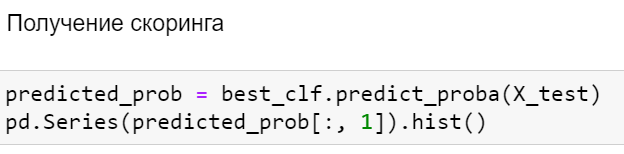 Получение скоринга
predicted_prob = best_clf.predict_proba(X_test)
pd.Series(predicted_prob[:, 1]).hist()